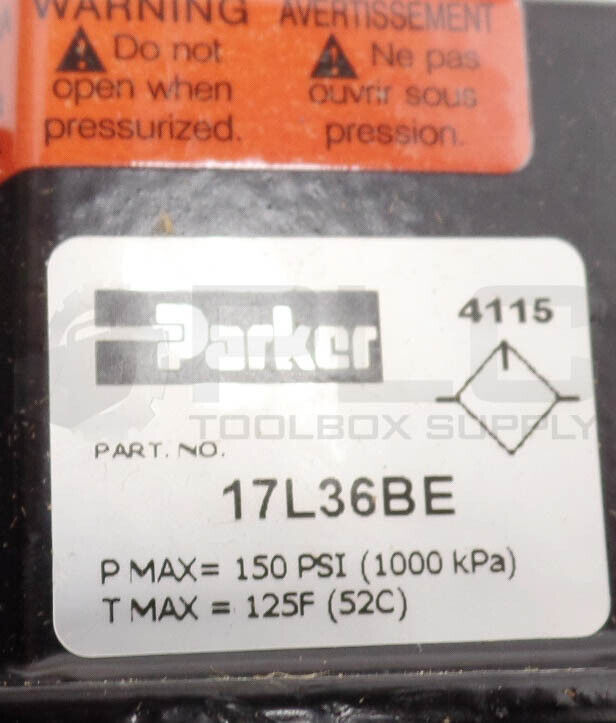 WARNING
Do not
open when
pressurized.
AVERTISSEMENT
Ne pas
ouvrir sous
pression.
Parker
4115
PLC
TOOLBOX SUPPLY
PART. NO.
17L36BE
P MAX= 150 PSI (1000 kPa)
T MAX = 125F (52C)